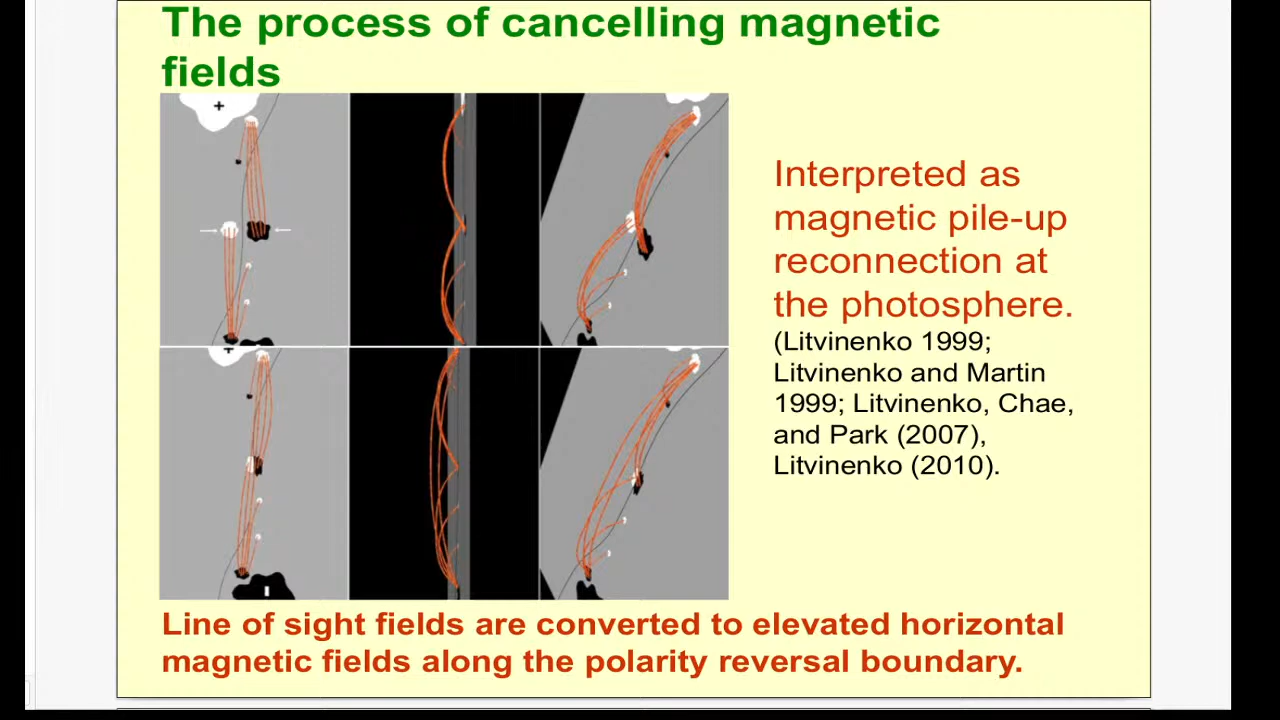 The process of cancelling magnetic
fields
+
Interpreted as
magnetic pile-up
reconnection at
the photosphere.
(Litvinenko 1999;
Litvinenko and Martin
1999; Litvinenko, Chae,
and Park (2007),
Litvinenko (2010).
Line of sight fields are converted to elevated horizontal
magnetic fields along the polarity reversal boundary.